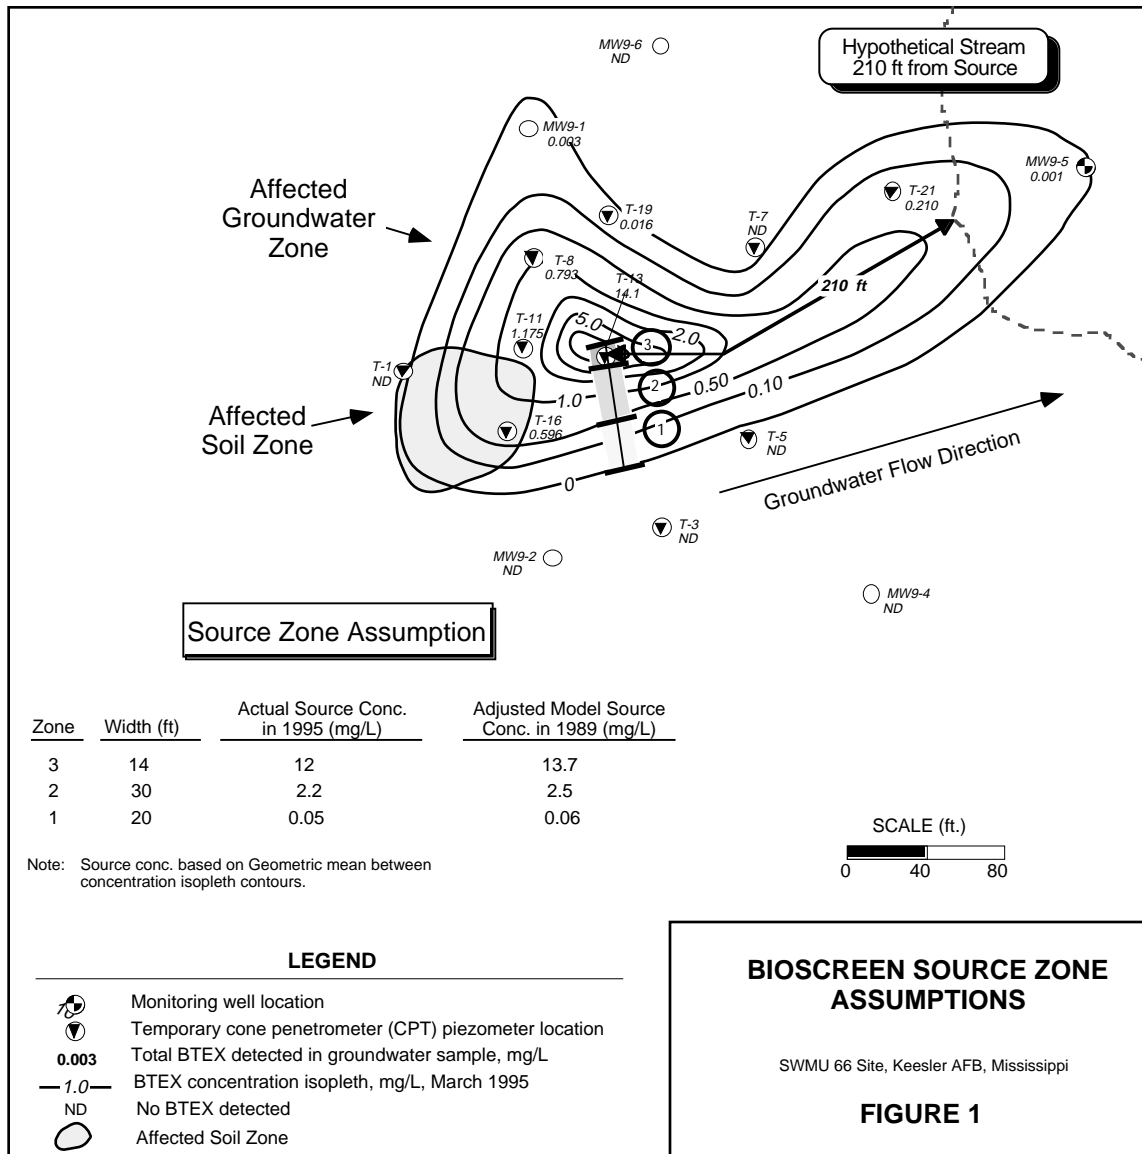 MW9-6
ND
Hypothetical Stream
210 ft from Source
MW9-1
0.003
MW9-5
0.001
Affected
Groundwater
Zone
T-19
0.016
T-7
ND
T-21
0.210
T-8
0.793
T-13
14.1
210 ft
T-11
1.175
5.0
3
2.0
T-1
ND
2
0.50
0.10
1.0
Affected
Soil Zone
T-16
0.596
1
T-5
ND
0
Groundwater Flow Direction
T-3
ND
MW9-2
ND
MW9-4
ND
Source Zone Assumption
Zone Width (ft) Actual Source Conc. in 1995 (mg/L) Adjusted Model Source Conc. in 1989 (mg/L)
3 14 12 13.7
2 30 2.2 2.5
1 20 0.05 0.06
Note: Source conc. based on Geometric mean between
concentration isopleth contours.
SCALE (ft.)
0 40 80
LEGEND
Monitoring well location
Temporary cone penetrometer (CPT) piezometer location
0.003 Total BTEX detected in groundwater sample, mg/L
1.0 BTEX concentration isopleth, mg/L, March 1995
ND No BTEX detected
Affected Soil Zone
BIOSCREEN SOURCE ZONE
ASSUMPTIONS
SWMU 66 Site, Keesler AFB, Mississippi
FIGURE 1